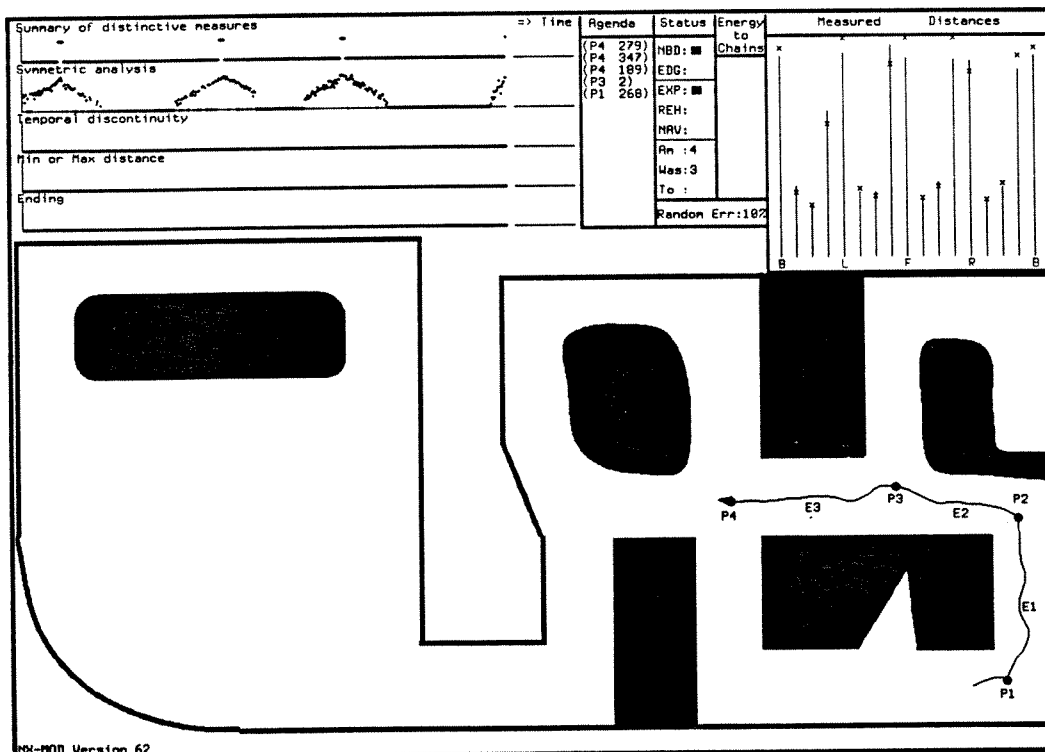 Summary of distinctive measures
=> Time
Symmetric analysis
Temporal discontinuity
Min or Max distance
Ending
Agenda
(P4 279)
(P4 347)
(P4 189)
(P3 2)
(P1 268)
Status
NBD:
EDG:
EXP:
REH:
NAV:
Am :4
Was:3
To :
Random Err:10%
Energy
to
Chains
Measured Distances
B L F R B
P4 E3 P3 E2 P2
E1
P1
NX-MOD Version 62